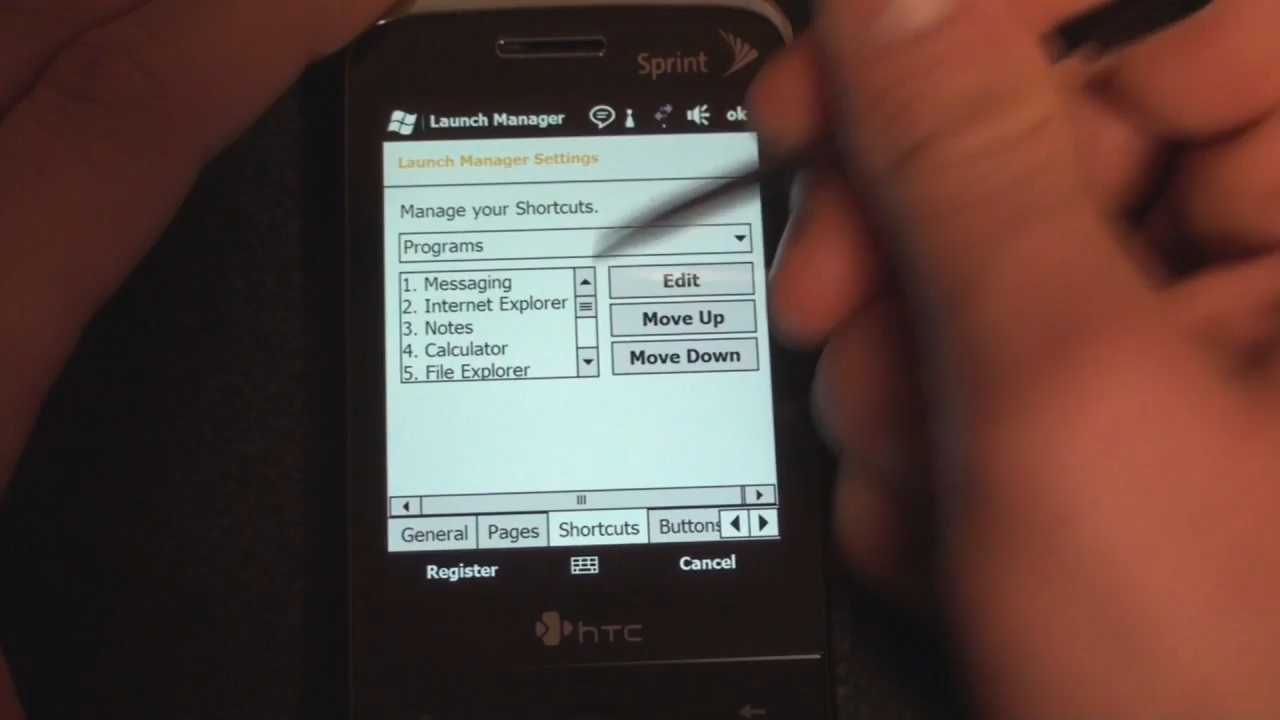 Sprint
Launch Manager ok
Launch Manager Settings
Manage your Shortcuts.
Programs
1. Messaging
2. Internet Explorer
3. Notes
4. Calculator
5. File Explorer
Edit
Move Up
Move Down
General Pages Shortcuts Buttons
Register Cancel
hTC